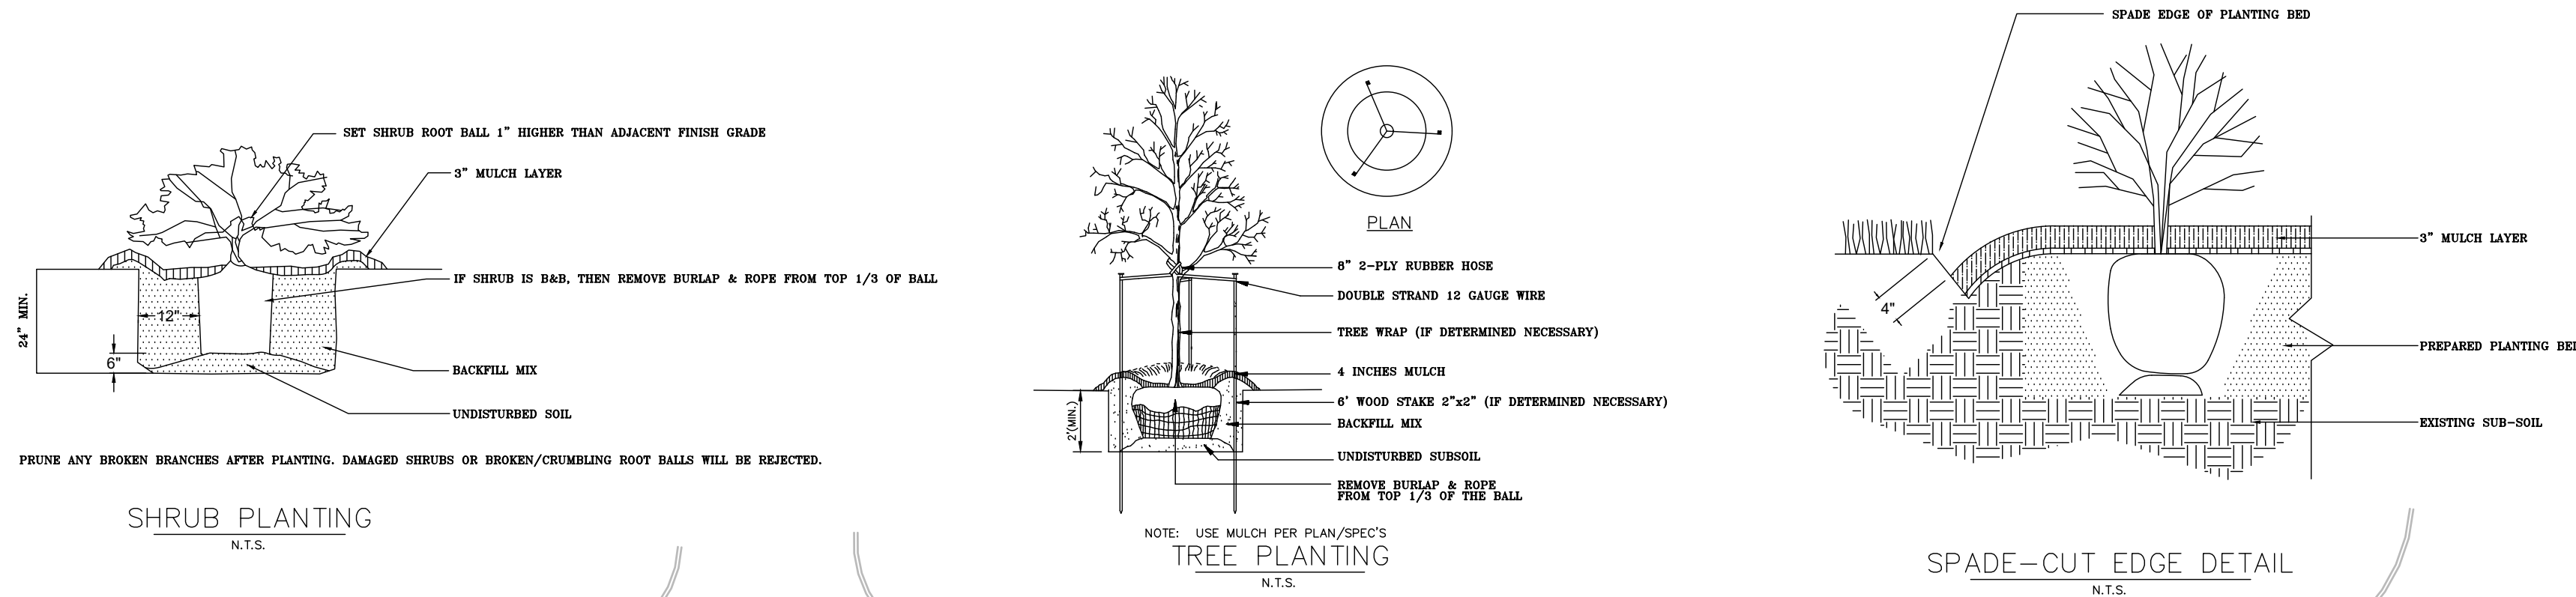 SET SHRUB ROOT BALL 1" HIGHER THAN ADJACENT FINISH GRADE
3" MULCH LAYER
IF SHRUB IS B&B, THEN REMOVE BURLAP & ROPE FROM TOP 1/3 OF BALL
24" MIN.
12"
6"
BACKFILL MIX
UNDISTURBED SOIL
PRUNE ANY BROKEN BRANCHES AFTER PLANTING. DAMAGED SHRUBS OR BROKEN/CRUMBLING ROOT BALLS WILL BE REJECTED.
SHRUB PLANTING
N.T.S.
PLAN
8" 2-PLY RUBBER HOSE
DOUBLE STRAND 12 GAUGE WIRE
TREE WRAP (IF DETERMINED NECESSARY)
4 INCHES MULCH
6' WOOD STAKE 2"x2" (IF DETERMINED NECESSARY)
BACKFILL MIX
2'(MIN.)
UNDISTURBED SUBSOIL
REMOVE BURLAP & ROPE
FROM TOP 1/3 OF THE BALL
NOTE: USE MULCH PER PLAN/SPEC'S
TREE PLANTING
N.T.S.
SPADE EDGE OF PLANTING BED
3" MULCH LAYER
4"
PREPARED PLANTING BED
EXISTING SUB-SOIL
SPADE-CUT EDGE DETAIL
N.T.S.